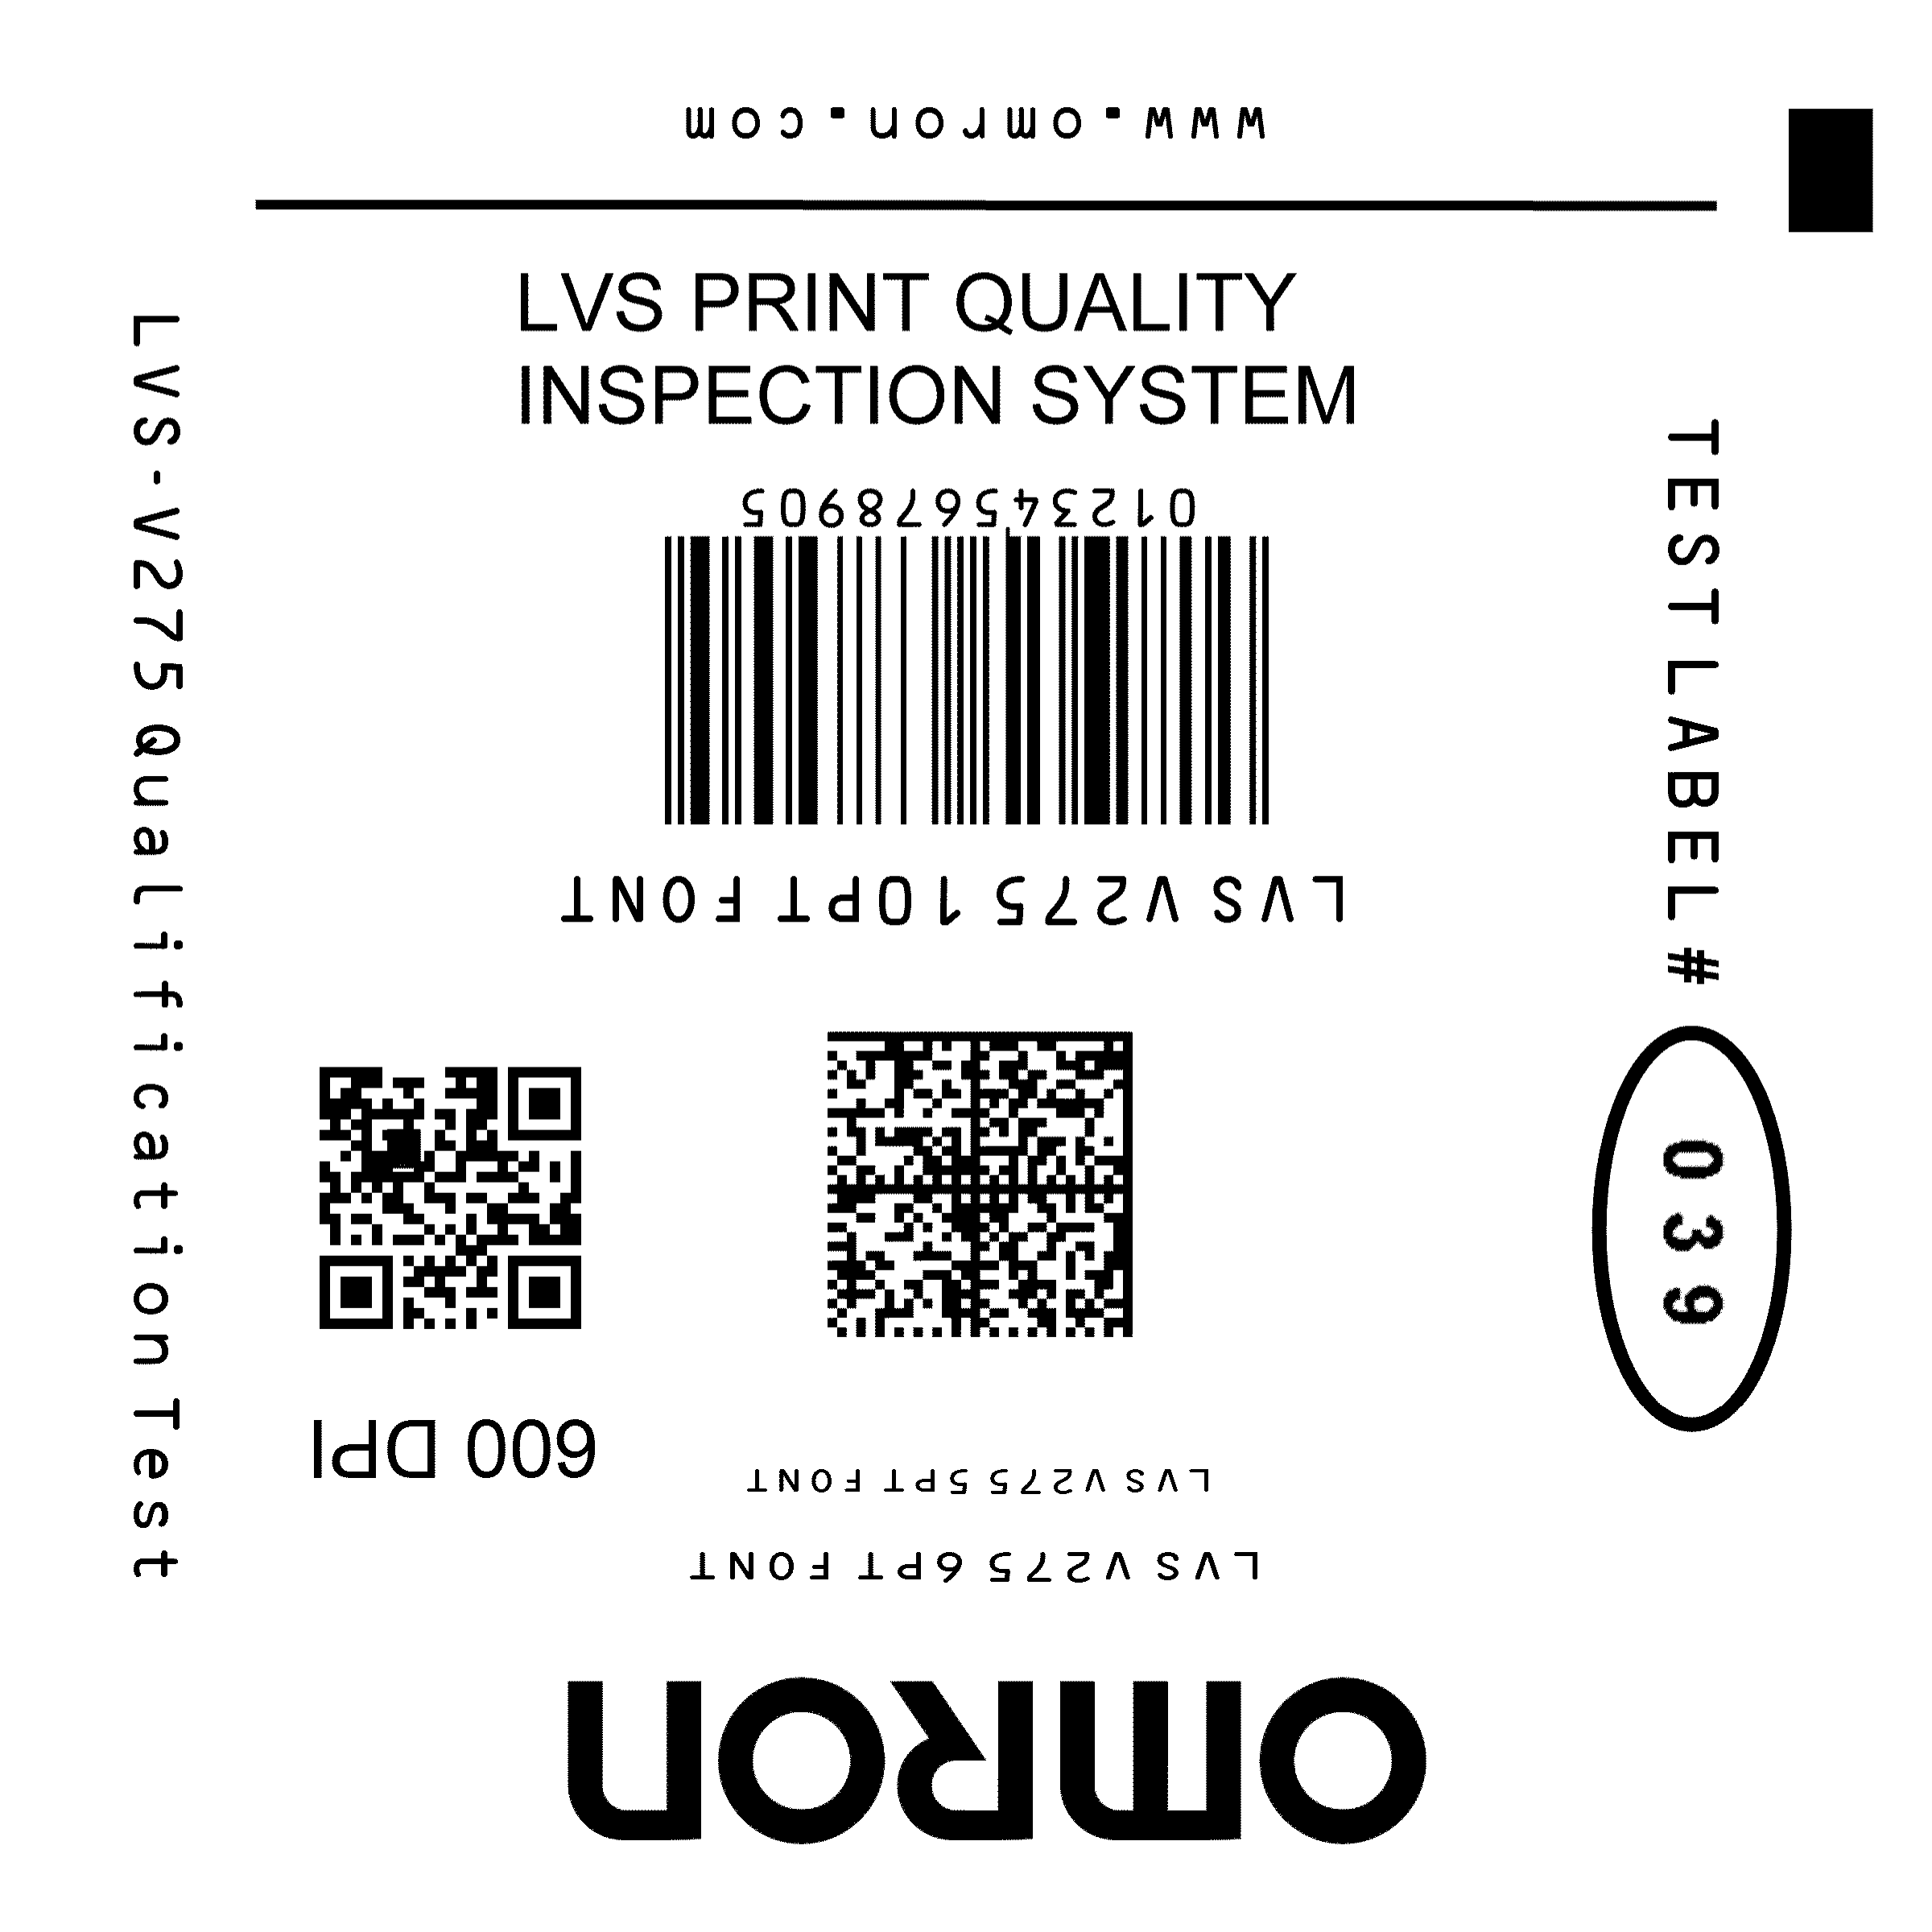 www.omron.com
LVS PRINT QUALITY
INSPECTION SYSTEM
012345678905
LVS V275 10PT FONT
600 DPI
LVS V275 5PT FONT
LVS V275 6PT FONT
OMRON
LVS-V275 Qualification Test
TEST LABEL #
039